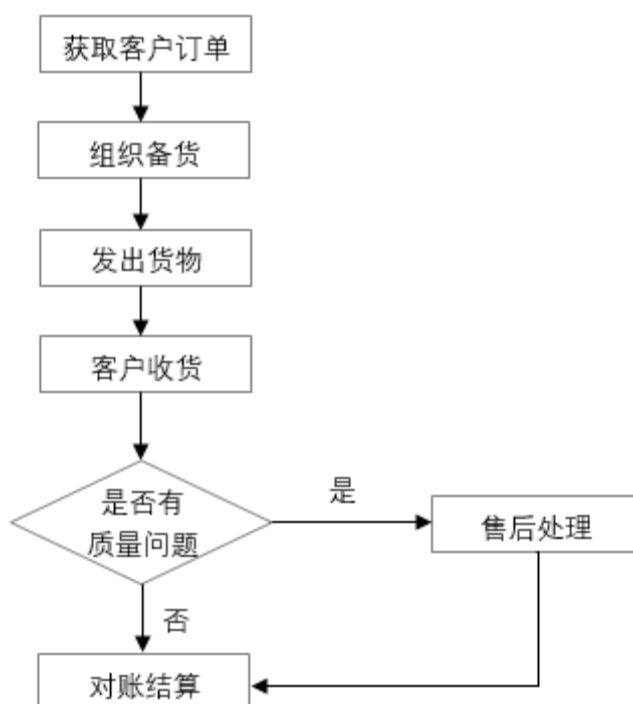 获取客户订单
组织备货
发出货物
客户收货
是否有
质量问题
是
售后处理
否
对账结算